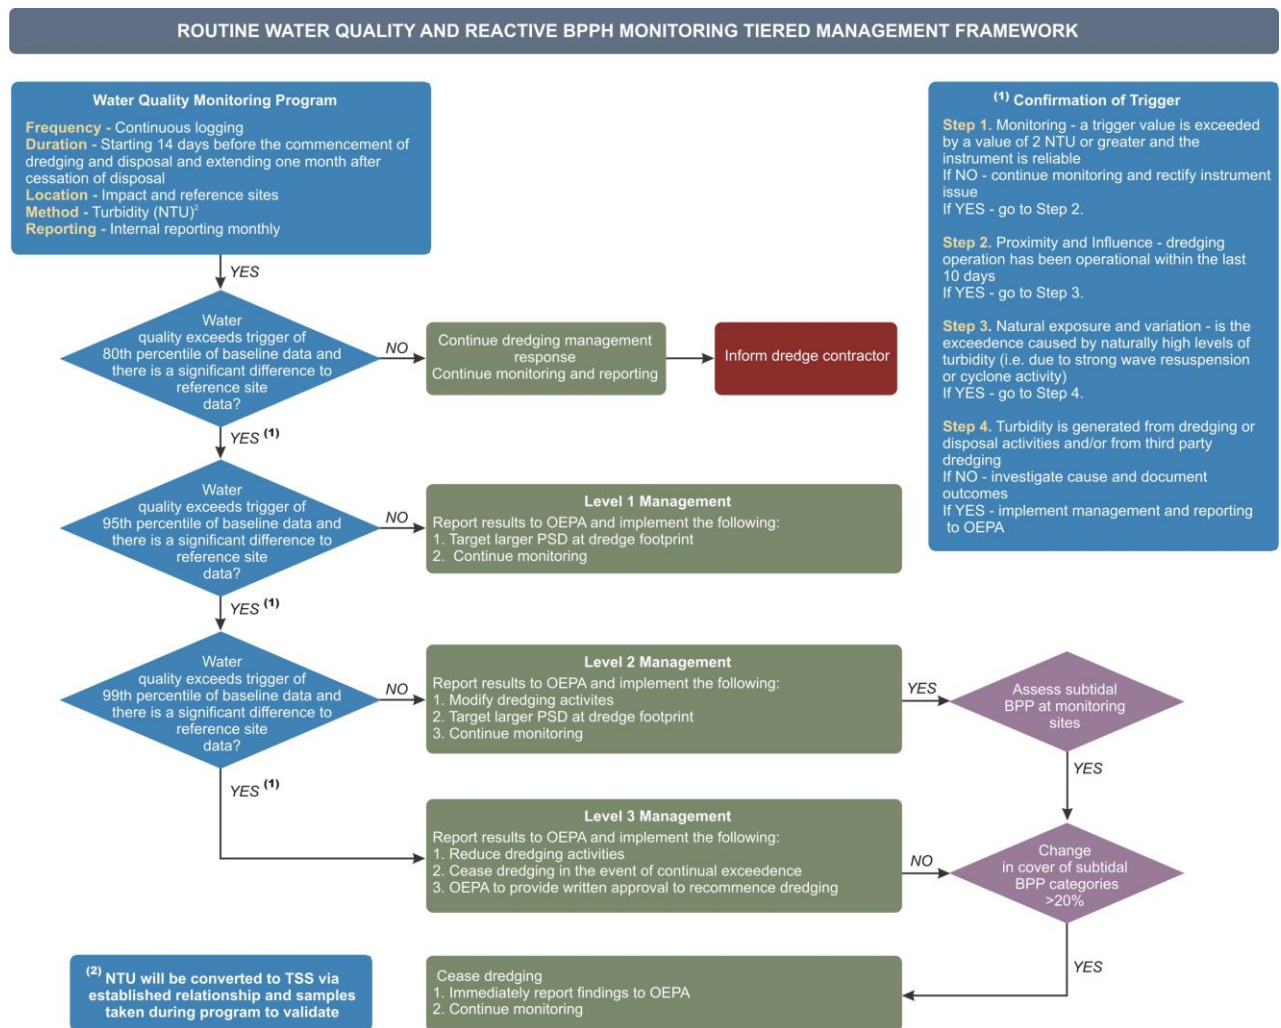 ROUTINE WATER QUALITY AND REACTIVE BPPH MONITORING TIERED MANAGEMENT FRAMEWORK
Water Quality Monitoring Program
Frequency - Continuous logging
Duration - Starting 14 days before the commencement of
dredging and disposal and extending one month after
cessation of disposal
Location - Impact and reference sites
Method - Turbidity (NTU)²
Reporting - Internal reporting monthly
YES
Water
quality exceeds trigger of
80th percentile of baseline data and
there is a significant difference to
reference site
data?
NO
Continue dredging management
response
Continue monitoring and reporting
Inform dredge contractor
YES (1)
Water
quality exceeds trigger of
95th percentile of baseline data and
there is a significant difference to
reference site
data?
NO
Level 1 Management
Report results to OEPA and implement the following:
1. Target larger PSD at dredge footprint
2. Continue monitoring
YES (1)
Water
quality exceeds trigger of
99th percentile of baseline data and
there is a significant difference to
reference site
data?
NO
Level 2 Management
Report results to OEPA and implement the following:
1. Modify dredging activites
2. Target larger PSD at dredge footprint
3. Continue monitoring
YES
Assess subtidal
BPP at monitoring
sites
YES
YES (1)
Level 3 Management
Report results to OEPA and implement the following:
1. Reduce dredging activities
2. Cease dredging in the event of continual exceedence
3. OEPA to provide written approval to recommence dredging
NO
Change
in cover of subtidal
BPP categories
>20%
YES
Cease dredging
1. Immediately report findings to OEPA
2. Continue monitoring
(2) NTU will be converted to TSS via
established relationship and samples
taken during program to validate
(1) Confirmation of Trigger
Step 1. Monitoring - a trigger value is exceeded
by a value of 2 NTU or greater and the
instrument is reliable
If NO - continue monitoring and rectify instrument
issue
If YES - go to Step 2.
Step 2. Proximity and Influence - dredging
operation has been operational within the last
10 days
If YES - go to Step 3.
Step 3. Natural exposure and variation - is the
exceedence caused by naturally high levels of
turbidity (i.e. due to strong wave resuspension
or cyclone activity)
If YES - go to Step 4.
Step 4. Turbidity is generated from dredging or
disposal activities and/or from third party
dredging
If NO - investigate cause and document
outcomes
If YES - implement management and reporting
to OEPA